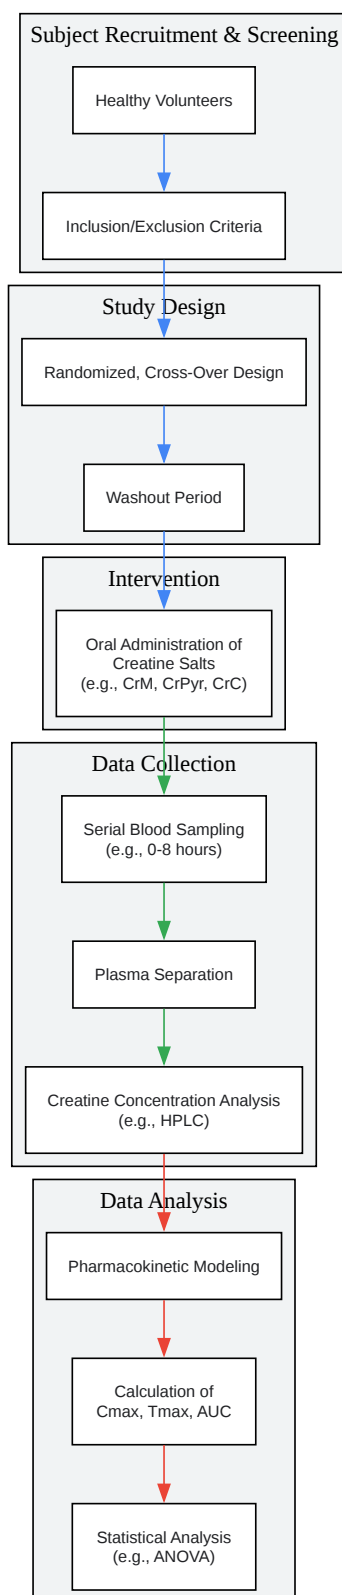 Subject Recruitment & Screening
Healthy Volunteers
Inclusion/Exclusion Criteria
Study Design
Randomized, Cross-Over Design
Washout Period
Intervention
Oral Administration of
Creatine Salts
(e.g., CrM, CrPyr, CrC)
Data Collection
Serial Blood Sampling
(e.g., 0-8 hours)
Plasma Separation
Creatine Concentration Analysis
(e.g., HPLC)
Data Analysis
Pharmacokinetic Modeling
Calculation of
Cmax, Tmax, AUC
Statistical Analysis
(e.g., ANOVA)